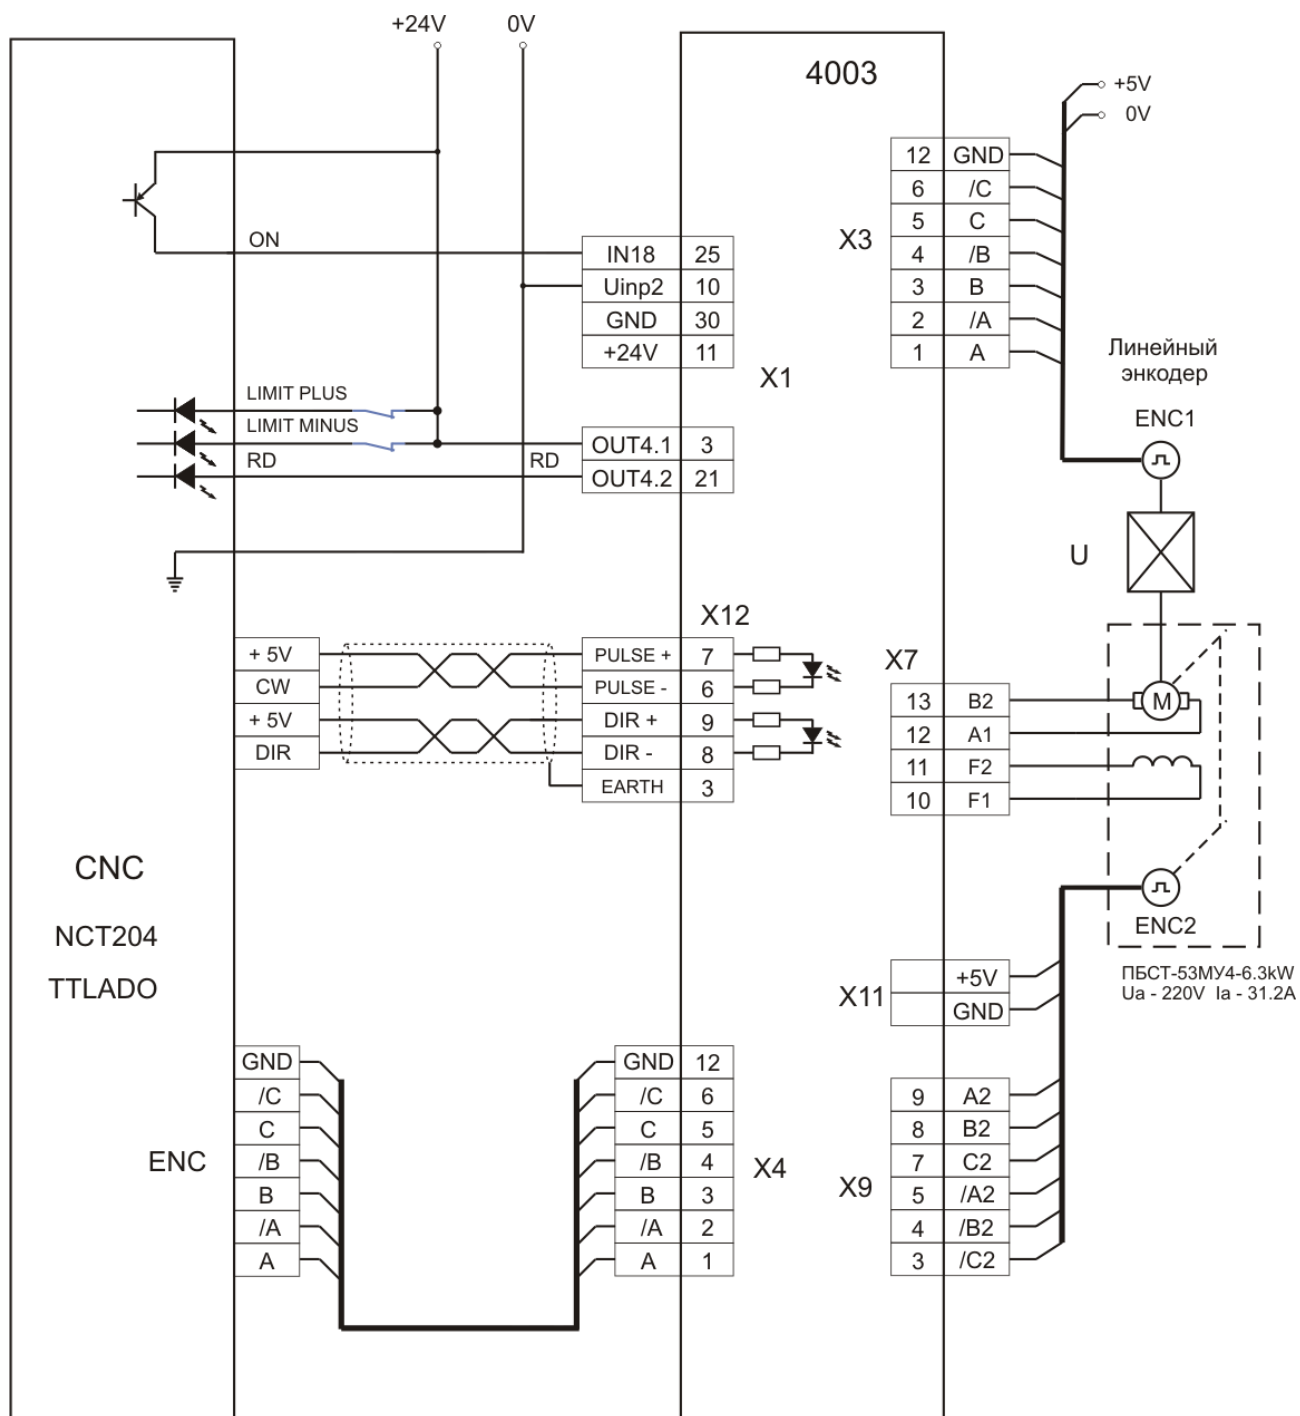 +24V 0V
4003
+5V
0V
ON
IN18 25
Uinp2 10
GND 30
+24V 11
X1
LIMIT PLUS
LIMIT MINUS
RD
RD
OUT4.1 3
OUT4.2 21
X3
12 GND
6 /C
5 C
4 /B
3 B
2 /A
1 A
Линейный
энкодер
ENC1
U
X12
+ 5V
CW
+ 5V
DIR
PULSE + 7
PULSE - 6
DIR + 9
DIR - 8
EARTH 3
X7
13 B2
12 A1
11 F2
10 F1
M
ENC2
ПБСТ-53МУ4-6.3kW
Ua - 220V Ia - 31.2A
CNC
NCT204
TTLADO
X11
+5V
GND
ENC
GND
/C
C
/B
B
/A
A
GND 12
/C 6
C 5
/B 4
B 3
/A 2
A 1
X4
X9
9 A2
8 B2
7 C2
5 /A2
4 /B2
3 /C2